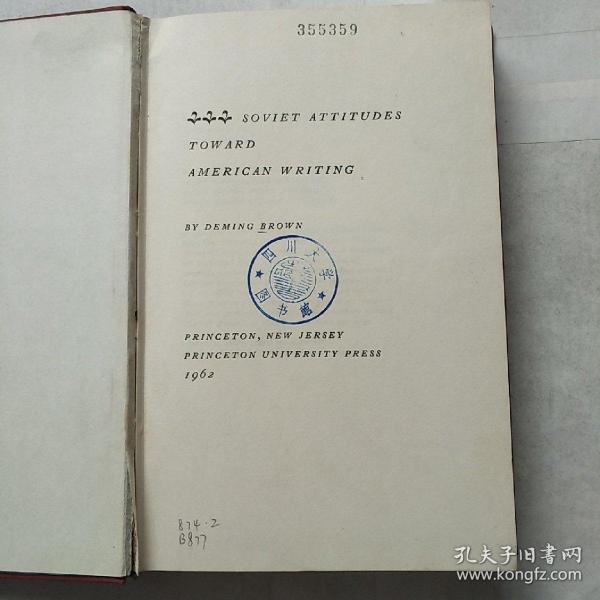 355359
SOVIET ATTITUDES
TOWARD
AMERICAN WRITING
BY DEMING BROWN
四川大学
图书馆
PRINCETON, NEW JERSEY
PRINCETON UNIVERSITY PRESS
1962
874·2
B877
孔夫子旧书网
www.kongfz.com